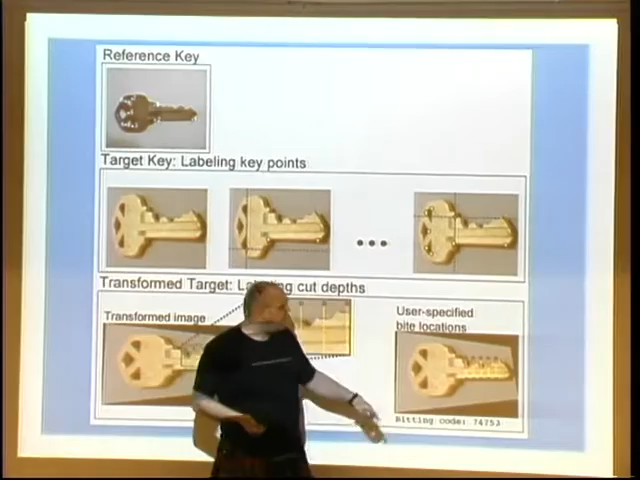 Reference Key
Target Key: Labeling key points
Transformed Target: Labeling cut depths
Transformed image
User-specified
bite locations
Bitting code: 74753